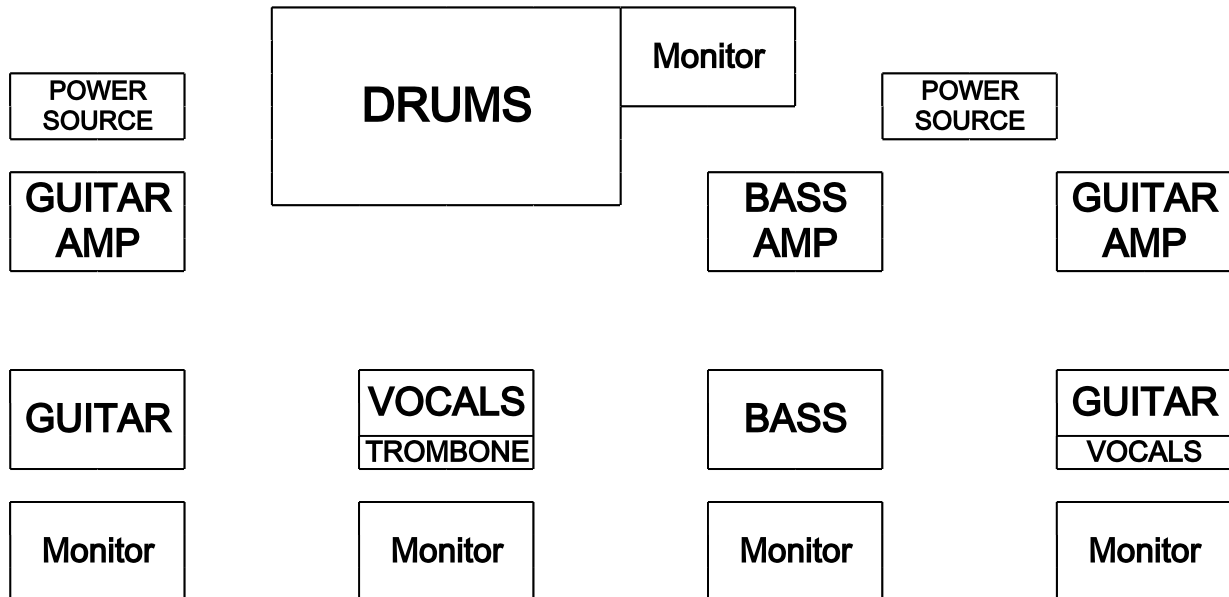 Monitor
DRUMS
POWER
SOURCE
POWER
SOURCE
GUITAR
AMP
BASS
AMP
GUITAR
AMP
GUITAR
VOCALS
TROMBONE
BASS
GUITAR
VOCALS
Monitor
Monitor
Monitor
Monitor